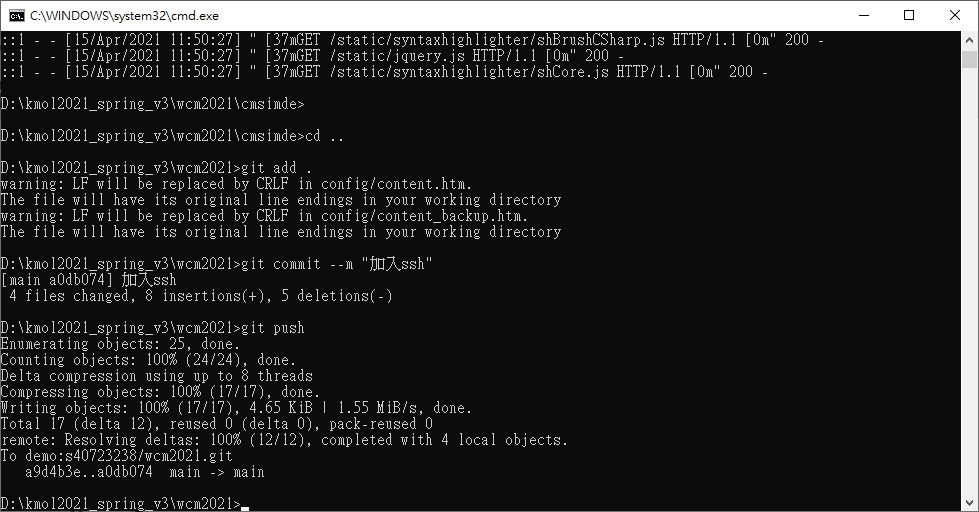 C:\WINDOWS\system32\cmd.exe
::1 - - [15/Apr/2021 11:50:27] " [37mGET /static/syntaxhighlighter/shBrushCSharp.js HTTP/1.1 [0m" 200 -
::1 - - [15/Apr/2021 11:50:27] " [37mGET /static/jquery.js HTTP/1.1 [0m" 200 -
::1 - - [15/Apr/2021 11:50:27] " [37mGET /static/syntaxhighlighter/shCore.js HTTP/1.1 [0m" 200 -
D:\kmol2021_spring_v3\wcm2021\cmsimde>
D:\kmol2021_spring_v3\wcm2021\cmsimde>cd ..
D:\kmol2021_spring_v3\wcm2021>git add .
warning: LF will be replaced by CRLF in config/content.htm.
The file will have its original line endings in your working directory
warning: LF will be replaced by CRLF in config/content_backup.htm.
The file will have its original line endings in your working directory
D:\kmol2021_spring_v3\wcm2021>git commit --m "加入ssh"
[main a0db074] 加入ssh
4 files changed, 8 insertions(+), 5 deletions(-)
D:\kmol2021_spring_v3\wcm2021>git push
Enumerating objects: 25, done.
Counting objects: 100% (24/24), done.
Delta compression using up to 8 threads
Compressing objects: 100% (17/17), done.
Writing objects: 100% (17/17), 4.65 KiB | 1.55 MiB/s, done.
Total 17 (delta 12), reused 0 (delta 0), pack-reused 0
remote: Resolving deltas: 100% (12/12), completed with 4 local objects.
To demo:s40723238/wcm2021.git
a9d4b3e..a0db074  main -> main
D:\kmol2021_spring_v3\wcm2021>